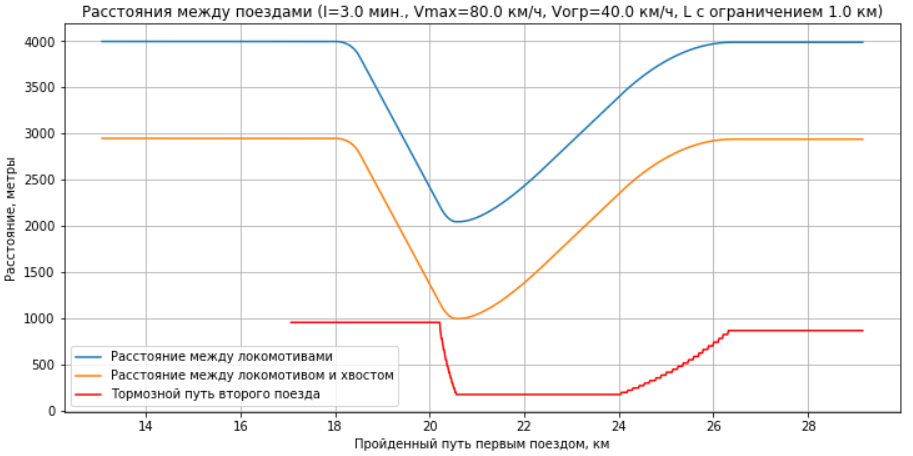 Расстояния между поездами (I=3.0 мин., Vmax=80.0 км/ч, Vогр=40.0 км/ч, L с ограничением 1.0 км)
4000
3500
3000
2500
2000
1500
1000
500
0
Расстояние, метры
Расстояние между локомотивами
Расстояние между локомотивом и хвостом
Тормозной путь второго поезда
14 16 18 20 22 24 26 28
Пройденный путь первым поездом, км